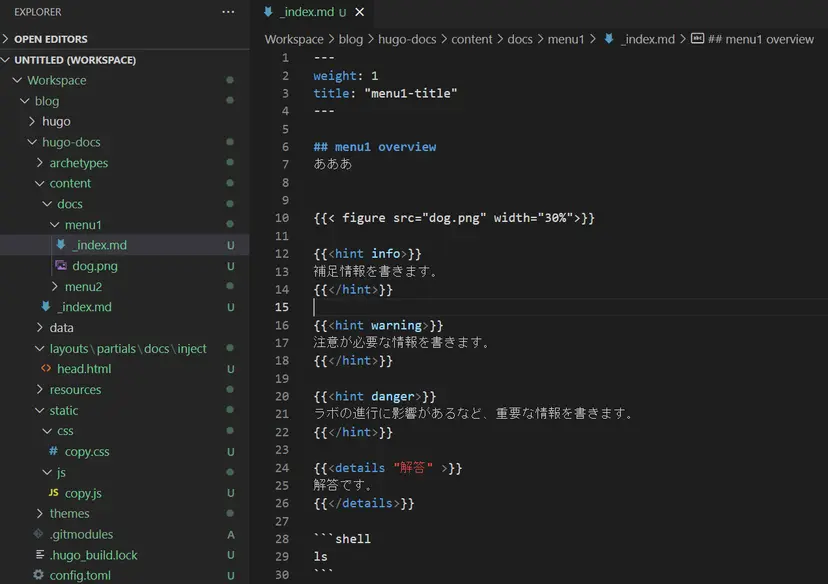 EXPLORER ...
OPEN EDITORS
UNTITLED (WORKSPACE)
Workspace
blog
hugo
hugo-docs
archetypes
content
docs
menu1
_index.md U
dog.png U
menu2
_index.md U
data
layouts\partials\docs\inject
head.html U
resources
static
css
copy.css U
js
JS copy.js U
themes
.gitmodules A
.hugo_build.lock U
config.toml U
_index.md U
Workspace > blog > hugo-docs > content > docs > menu1 > _index.md > ## menu1 overview
1 ---
2 weight: 1
3 title: "menu1-title"
4 ---
5
6 ## menu1 overview
7 あああ
8
9
10 {{< figure src="dog.png" width="30%">}}
11
12 {{<hint info>}}
13 補足情報を書きます。
14 {{</hint>}}
15
16 {{<hint warning>}}
17 注意が必要な情報を書きます。
18 {{</hint>}}
19
20 {{<hint danger>}}
21 ラボの進行に影響があるなど、重要な情報を書きます。
22 {{</hint>}}
23
24 {{<details "解答" >}}
25 解答です。
26 {{</details>}}
27
28 ```shell
29 ls
30 ```